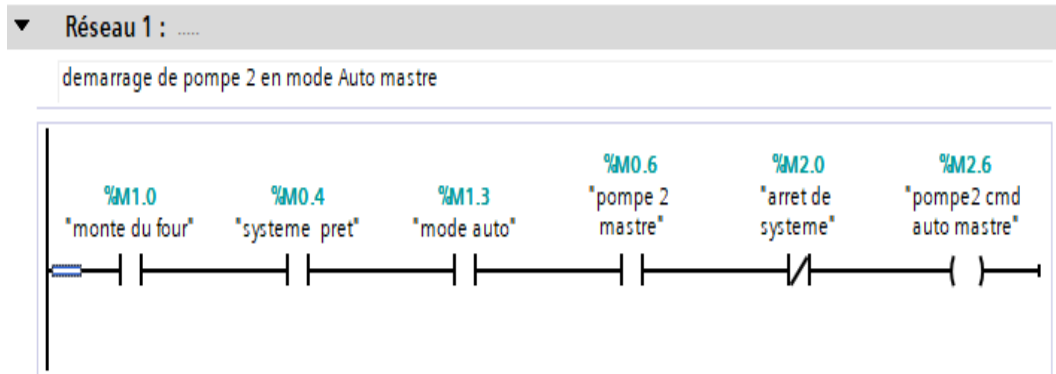 Réseau 1 : .....
demarrage de pompe 2 en mode Auto mastre
%M1.0
"monte du four"
%M0.4
"systeme pret"
%M1.3
"mode auto"
%M0.6
"pompe 2
mastre"
%M2.0
"arret de
systeme"
%M2.6
"pompe2 cmd
auto mastre"